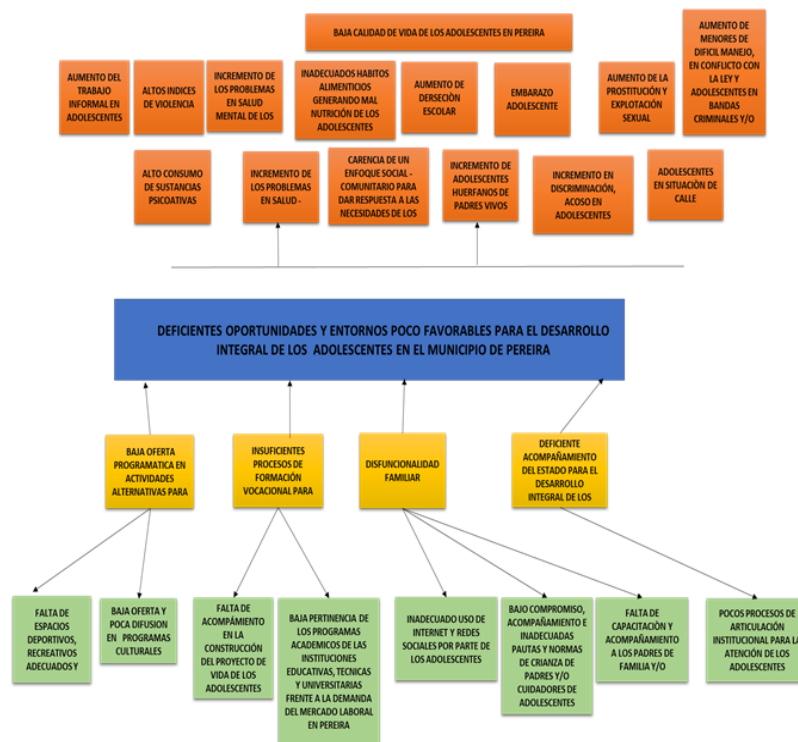 BAJA CALIDAD DE VIDA DE LOS ADOLESCENTES EN PEREIRA
AUMENTO DEL
TRABAJO
INFORMAL EN
ADOLESCENTES
ALTOS INDICES
DE VIOLENCIA
INCREMENTO DE
LOS PROBLEMAS
EN SALUD
MENTAL DE LOS
INADECUADOS HABITOS
ALIMENTICIOS
GENERANDO MAL
NUTRICIÓN DE LOS
ADOLESCENTES
AUMENTO DE
DERSECIÒN
ESCOLAR
EMBARAZO
ADOLESCENTE
AUMENTO DE LA
PROSTITUCIÓN Y
EXPLOTACIÓN
SEXUAL
AUMENTO DE
MENORES DE
DIFICIL MANEJO,
EN CONFLICTO CON
LA LEY Y
ADOLESCENTES EN
BANDAS
CRIMINALES Y/O
ALTO CONSUMO
DE SUSTANCIAS
PSICOATIVAS
INCREMENTO DE
LOS PROBLEMAS
EN SALUD -
CARENCIA DE UN
ENFOQUE SOCIAL -
COMUNITARIO PARA
DAR RESPUESTA A LAS
NECESIDADES DE LOS
INCREMENTO DE
ADOLESCENTES
HUERFANOS DE
PADRES VIVOS
INCREMENTO EN
DISCRIMINACIÓN,
ACOSO EN
ADOLESCENTES
ADOLESCENTES
EN SITUACIÒN DE
CALLE
DEFICIENTES OPORTUNIDADES Y ENTORNOS POCO FAVORABLES PARA EL DESARROLLO
INTEGRAL DE LOS ADOLESCENTES EN EL MUNICIPIO DE PEREIRA
BAJA OFERTA
PROGRAMATICA EN
ACTIVIDADES
ALTERNATIVAS PARA
INSUFICIENTES
PROCESOS DE
FORMACIÓN
VOCACIONAL PARA
DISFUNCIONALIDAD
FAMILIAR
DEFICIENTE
ACOMPAÑAMIENTO
DEL ESTADO PARA EL
DESARROLLO
INTEGRAL DE LOS
FALTA DE
ESPACIOS
DEPORTIVOS,
RECREATIVOS
ADECUADOS Y
BAJA OFERTA Y
POCA DIFUSION
EN PROGRAMAS
CULTURALES
FALTA DE
ACOMPÁMIENTO
EN LA
CONSTRUCCIÓN
DEL PROYECTO DE
VIDA DE LOS
ADOLESCENTES
BAJA PERTINENCIA DE
LOS PROGRAMAS
ACADEMICOS DE LAS
INSTITUCIONES
EDUCATIVAS, TECNICAS
Y UNIVERSITARIAS
FRENTE A LA DEMANDA
DEL MERCADO LABORAL
EN PEREIRA
INADECUADO USO DE
INTERNET Y REDES
SOCIALES POR PARTE DE
LOS ADOLESCENTES
BAJO COMPROMISO,
ACOMPAÑAMIENTO E
INADECUADAS
PAUTAS Y NORMAS
DE CRIANZA DE
PADRES Y/O
CUIDADORES DE
ADOLESCENTES
FALTA DE
CAPACITACIÒN Y
ACOMPAÑAMIENTO
A LOS PADRES DE
FAMILIA Y/O
POCOS PROCESOS DE
ARTICULACIÓN
INSTITUCIONAL PARA LA
ATENCIÓN DE LOS
ADOLESCENTES